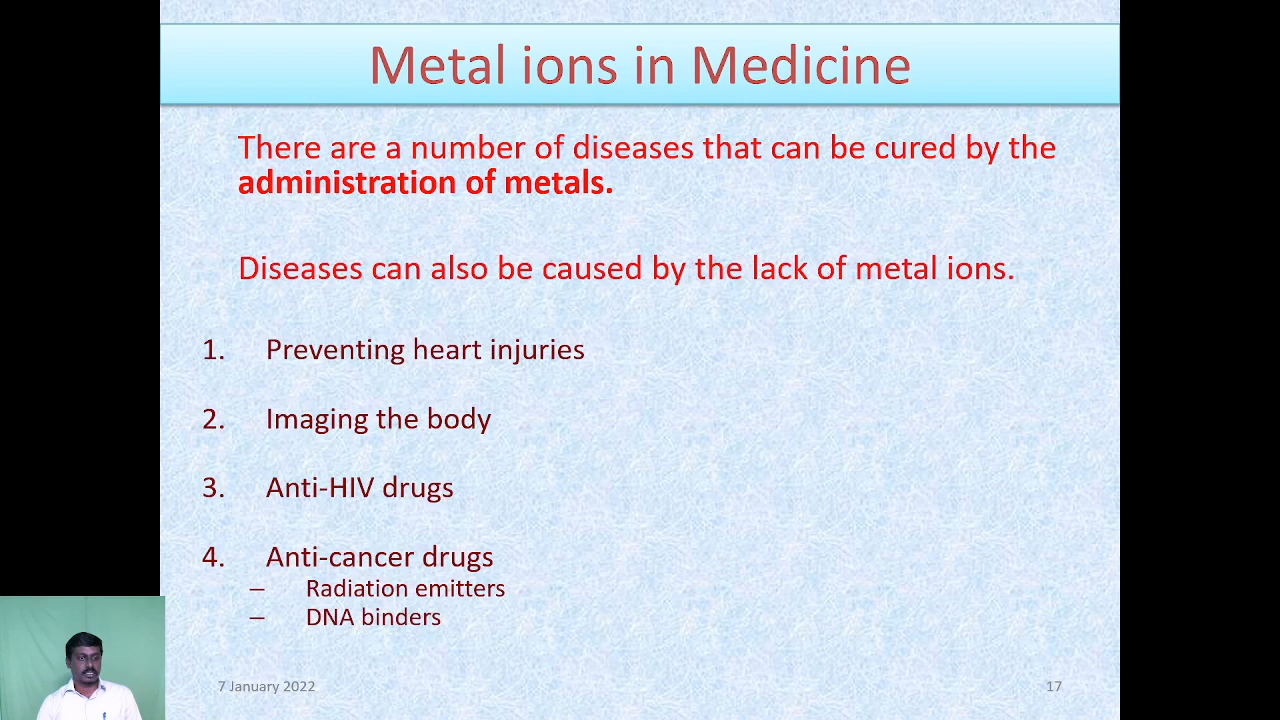 Metal ions in Medicine
There are a number of diseases that can be cured by the
administration of metals.
Diseases can also be caused by the lack of metal ions.
1. Preventing heart injuries
2. Imaging the body
3. Anti-HIV drugs
4. Anti-cancer drugs
– Radiation emitters
– DNA binders
7 January 2022 17